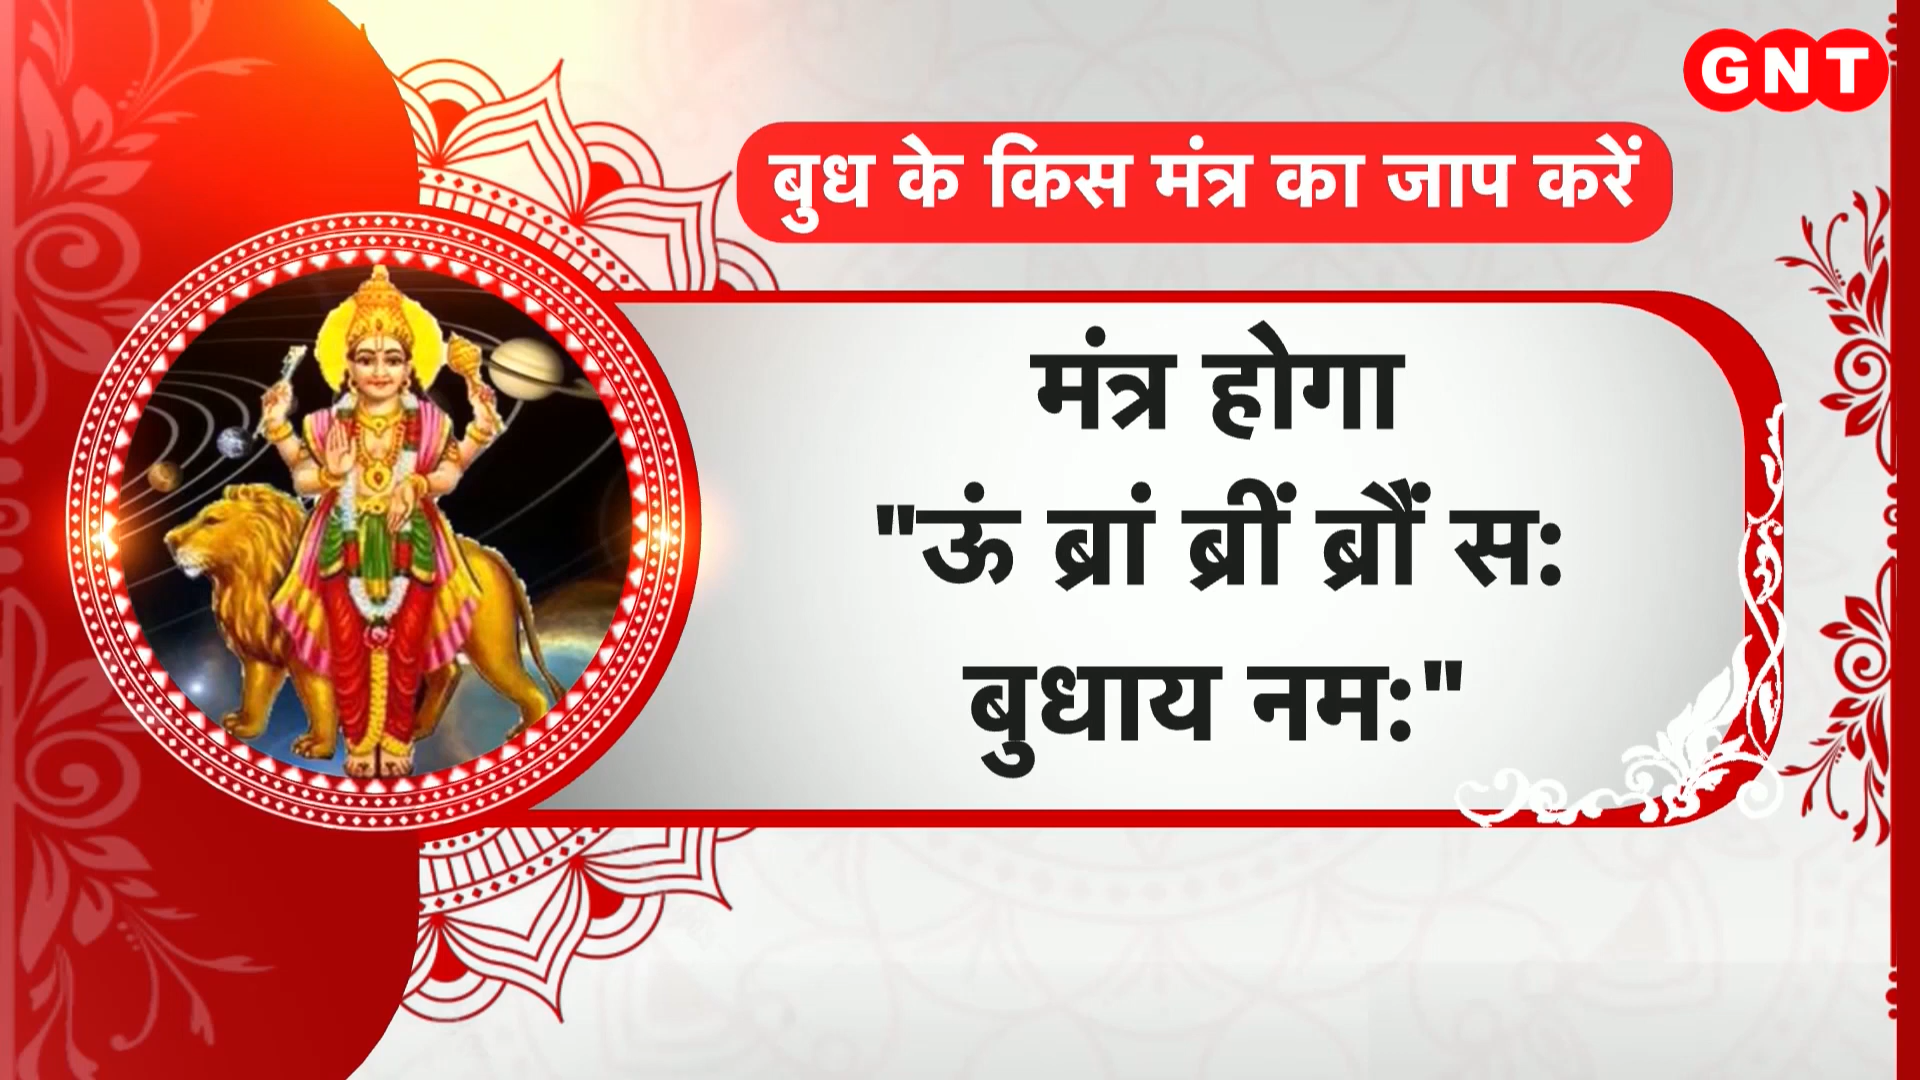 GNT
बुध के किस मंत्र का जाप करें
मंत्र होगा
"ऊं ब्रां ब्रीं ब्रौं स:
बुधाय नम:"